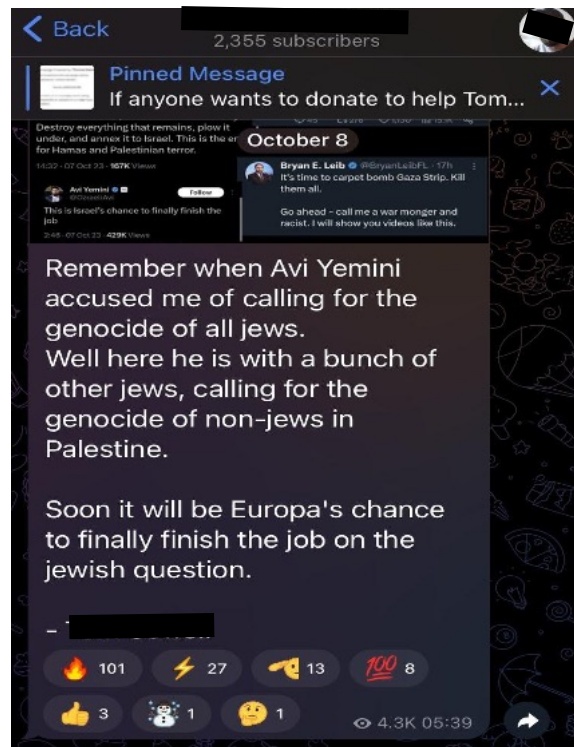 Back
2,355 subscribers
Pinned Message
If anyone wants to donate to help Tom...
Destroy everything that remains, plow it
under, and annex it to Israel. This is the er
for Hamas and Palestinian terror.
14:32 · 07 Oct 23 · 167K Views
Avi Yemini
Follow
This is Israel's chance to finally finish the
job
2:46 · 07 Oct 23 · 429K Views
October 8
Bryan E. Leib @BryanLeibFL · 17h
It's time to carpet bomb Gaza Strip. Kill
them all.
Go ahead – call me a war monger and
racist. I will show you videos like this.
Remember when Avi Yemini
accused me of calling for the
genocide of all jews.
Well here he is with a bunch of
other jews, calling for the
genocide of non-jews in
Palestine.
Soon it will be Europa's chance
to finally finish the job on the
jewish question.
-
101
27
13
100 8
3
1
1
4.3K 05:39